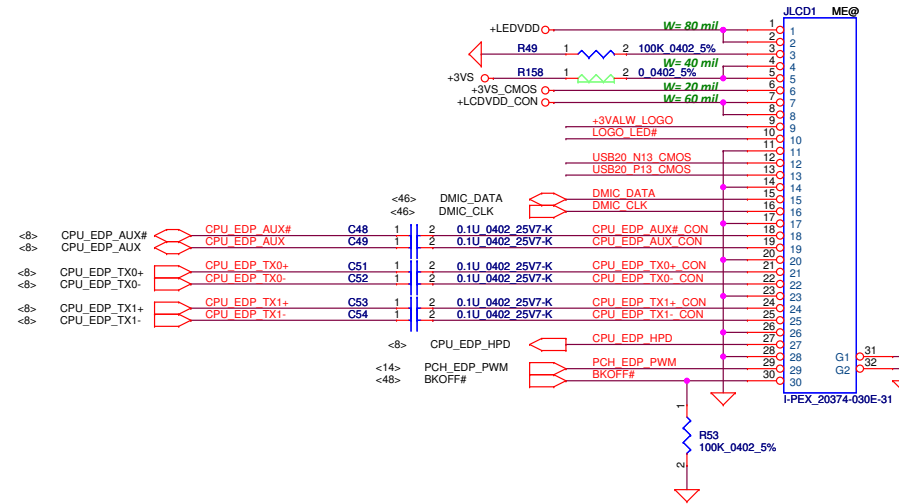 JLCD1 ME@
+LEDVDD W= 80 mil 1 1
2 2
R49 1 2 100K_0402_5% 3 3
W= 40 mil 4 4
+3VS R158 1 2 0_0402_5% 5 5
+3VS_CMOS W= 20 mil 6 6
+LCDVDD_CON W= 60 mil 7 7
8 8
+3VALW_LOGO 9 9
LOGO_LED# 10 10
11 11
USB20_N13_CMOS 12 12
USB20_P13_CMOS 13 13
14 14
<46> DMIC_DATA DMIC_DATA 15 15
<46> DMIC_CLK DMIC_CLK 16 16
17 17
<8> CPU_EDP_AUX# CPU_EDP_AUX# C48 1 2 0.1U_0402_25V7-K CPU_EDP_AUX#_CON 18 18
<8> CPU_EDP_AUX CPU_EDP_AUX C49 1 2 0.1U_0402_25V7-K CPU_EDP_AUX_CON 19 19
20 20
<8> CPU_EDP_TX0+ CPU_EDP_TX0+ C51 1 2 0.1U_0402_25V7-K CPU_EDP_TX0+_CON 21 21
<8> CPU_EDP_TX0- CPU_EDP_TX0- C52 1 2 0.1U_0402_25V7-K CPU_EDP_TX0-_CON 22 22
23 23
<8> CPU_EDP_TX1+ CPU_EDP_TX1+ C53 1 2 0.1U_0402_25V7-K CPU_EDP_TX1+_CON 24 24
<8> CPU_EDP_TX1- CPU_EDP_TX1- C54 1 2 0.1U_0402_25V7-K CPU_EDP_TX1-_CON 25 25
26 26
<8> CPU_EDP_HPD CPU_EDP_HPD 27 27
28 28 G1 31
<14> PCH_EDP_PWM PCH_EDP_PWM 29 29 G2 32
<48> BKOFF# BKOFF# 30 30
I-PEX_20374-030E-31
1
R53
100K_0402_5%
2